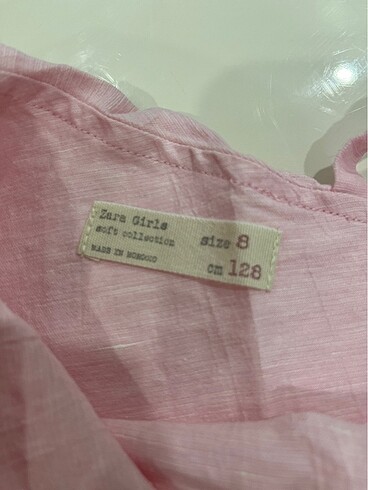 Zara Girls
soft collection
MADE IN MOROCCO
size 8
cm 128